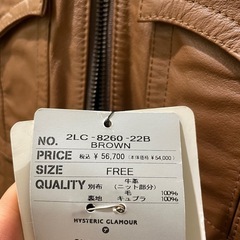 NO. 2LC-8260-22B
BROWN
PRICE 税込 ¥56,700 (本体価格 ¥54,000)
SIZE FREE
QUALITY 牛革
別布 (ニット部分)
毛 100%
裏地 キュプラ 100%
HYSTERIC GLAMOUR